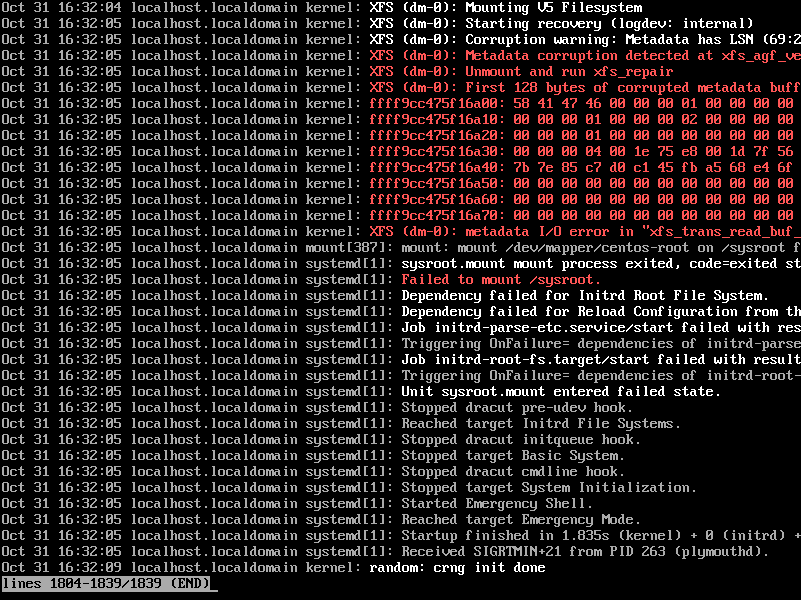 Oct 31 16:32:04 localhost.localdomain kernel: XFS (dm-0): Mounting V5 Filesystem
Oct 31 16:32:05 localhost.localdomain kernel: XFS (dm-0): Starting recovery (logdev: internal)
Oct 31 16:32:05 localhost.localdomain kernel: XFS (dm-0): Corruption warning: Metadata has LSN (69:2
Oct 31 16:32:05 localhost.localdomain kernel: XFS (dm-0): Metadata corruption detected at xfs_agf_ve
Oct 31 16:32:05 localhost.localdomain kernel: XFS (dm-0): Unmount and run xfs_repair
Oct 31 16:32:05 localhost.localdomain kernel: XFS (dm-0): First 128 bytes of corrupted metadata buff
Oct 31 16:32:05 localhost.localdomain kernel: ffff9cc475f16a00: 58 41 47 46 00 00 00 01 00 00 00 00
Oct 31 16:32:05 localhost.localdomain kernel: ffff9cc475f16a10: 00 00 00 01 00 00 00 02 00 00 00 00
Oct 31 16:32:05 localhost.localdomain kernel: ffff9cc475f16a20: 00 00 00 01 00 00 00 00 00 00 00 00
Oct 31 16:32:05 localhost.localdomain kernel: ffff9cc475f16a30: 00 00 00 04 00 1e 75 e8 00 1d 7f 56
Oct 31 16:32:05 localhost.localdomain kernel: ffff9cc475f16a40: 7b 7e 85 c7 d0 c1 45 fb a5 68 e4 6f
Oct 31 16:32:05 localhost.localdomain kernel: ffff9cc475f16a50: 00 00 00 00 00 00 00 00 00 00 00 00
Oct 31 16:32:05 localhost.localdomain kernel: ffff9cc475f16a60: 00 00 00 00 00 00 00 00 00 00 00 00
Oct 31 16:32:05 localhost.localdomain kernel: ffff9cc475f16a70: 00 00 00 00 00 00 00 00 00 00 00 00
Oct 31 16:32:05 localhost.localdomain kernel: XFS (dm-0): metadata I/O error in "xfs_trans_read_buf_
Oct 31 16:32:05 localhost.localdomain mount[387]: mount: mount /dev/mapper/centos-root on /sysroot f
Oct 31 16:32:05 localhost.localdomain systemd[1]: sysroot.mount mount process exited, code=exited st
Oct 31 16:32:05 localhost.localdomain systemd[1]: Failed to mount /sysroot.
Oct 31 16:32:05 localhost.localdomain systemd[1]: Dependency failed for Initrd Root File System.
Oct 31 16:32:05 localhost.localdomain systemd[1]: Dependency failed for Reload Configuration from th
Oct 31 16:32:05 localhost.localdomain systemd[1]: Job initrd-parse-etc.service/start failed with res
Oct 31 16:32:05 localhost.localdomain systemd[1]: Triggering OnFailure= dependencies of initrd-parse
Oct 31 16:32:05 localhost.localdomain systemd[1]: Job initrd-root-fs.target/start failed with result
Oct 31 16:32:05 localhost.localdomain systemd[1]: Triggering OnFailure= dependencies of initrd-root-
Oct 31 16:32:05 localhost.localdomain systemd[1]: Unit sysroot.mount entered failed state.
Oct 31 16:32:05 localhost.localdomain systemd[1]: Stopped dracut pre-udev hook.
Oct 31 16:32:05 localhost.localdomain systemd[1]: Reached target Initrd File Systems.
Oct 31 16:32:05 localhost.localdomain systemd[1]: Stopped dracut initqueue hook.
Oct 31 16:32:05 localhost.localdomain systemd[1]: Stopped target Basic System.
Oct 31 16:32:05 localhost.localdomain systemd[1]: Stopped dracut cmdline hook.
Oct 31 16:32:05 localhost.localdomain systemd[1]: Stopped target System Initialization.
Oct 31 16:32:05 localhost.localdomain systemd[1]: Started Emergency Shell.
Oct 31 16:32:05 localhost.localdomain systemd[1]: Reached target Emergency Mode.
Oct 31 16:32:05 localhost.localdomain systemd[1]: Startup finished in 1.835s (kernel) + 0 (initrd) +
Oct 31 16:32:05 localhost.localdomain systemd[1]: Received SIGRTMIN+21 from PID 263 (plymouthd).
Oct 31 16:32:09 localhost.localdomain kernel: random: crng init done
lines 1804-1839/1839 (END)